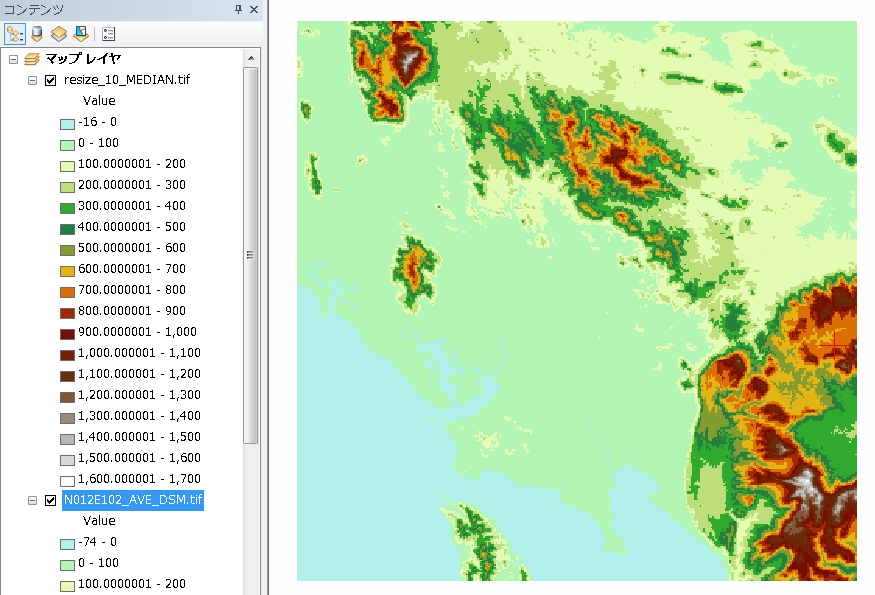 コンテンツ
マップ レイヤ
resize_10_MEDIAN.tif
Value
-16 - 0
0 - 100
100.0000001 - 200
200.0000001 - 300
300.0000001 - 400
400.0000001 - 500
500.0000001 - 600
600.0000001 - 700
700.0000001 - 800
800.0000001 - 900
900.0000001 - 1,000
1,000.000001 - 1,100
1,100.000001 - 1,200
1,200.000001 - 1,300
1,300.000001 - 1,400
1,400.000001 - 1,500
1,500.000001 - 1,600
1,600.000001 - 1,700
N012E102_AVE_DSM.tif
Value
-74 - 0
0 - 100
100.0000001 - 200